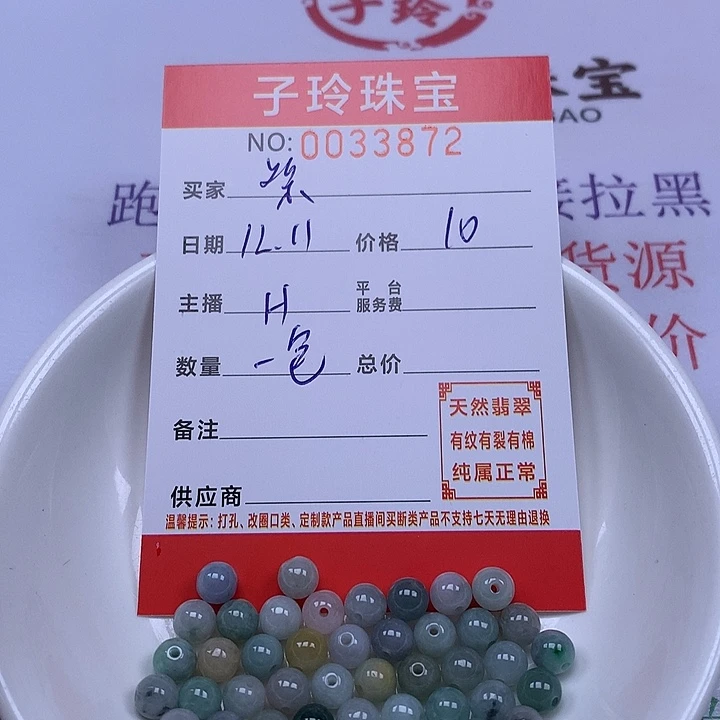 子玲
宝
BAO
跑
接拉黑
货源
价
子玲珠宝
NO:0033872
买家 紫
日期 12.11 价格 10
主播 H 平台服务费
数量 一包 总价
备注
天然翡翠
有纹有裂有棉
纯属正常
供应商
温馨提示：打孔、改圈口类、定制款产品直播间买断类产品不支持七天无理由退换